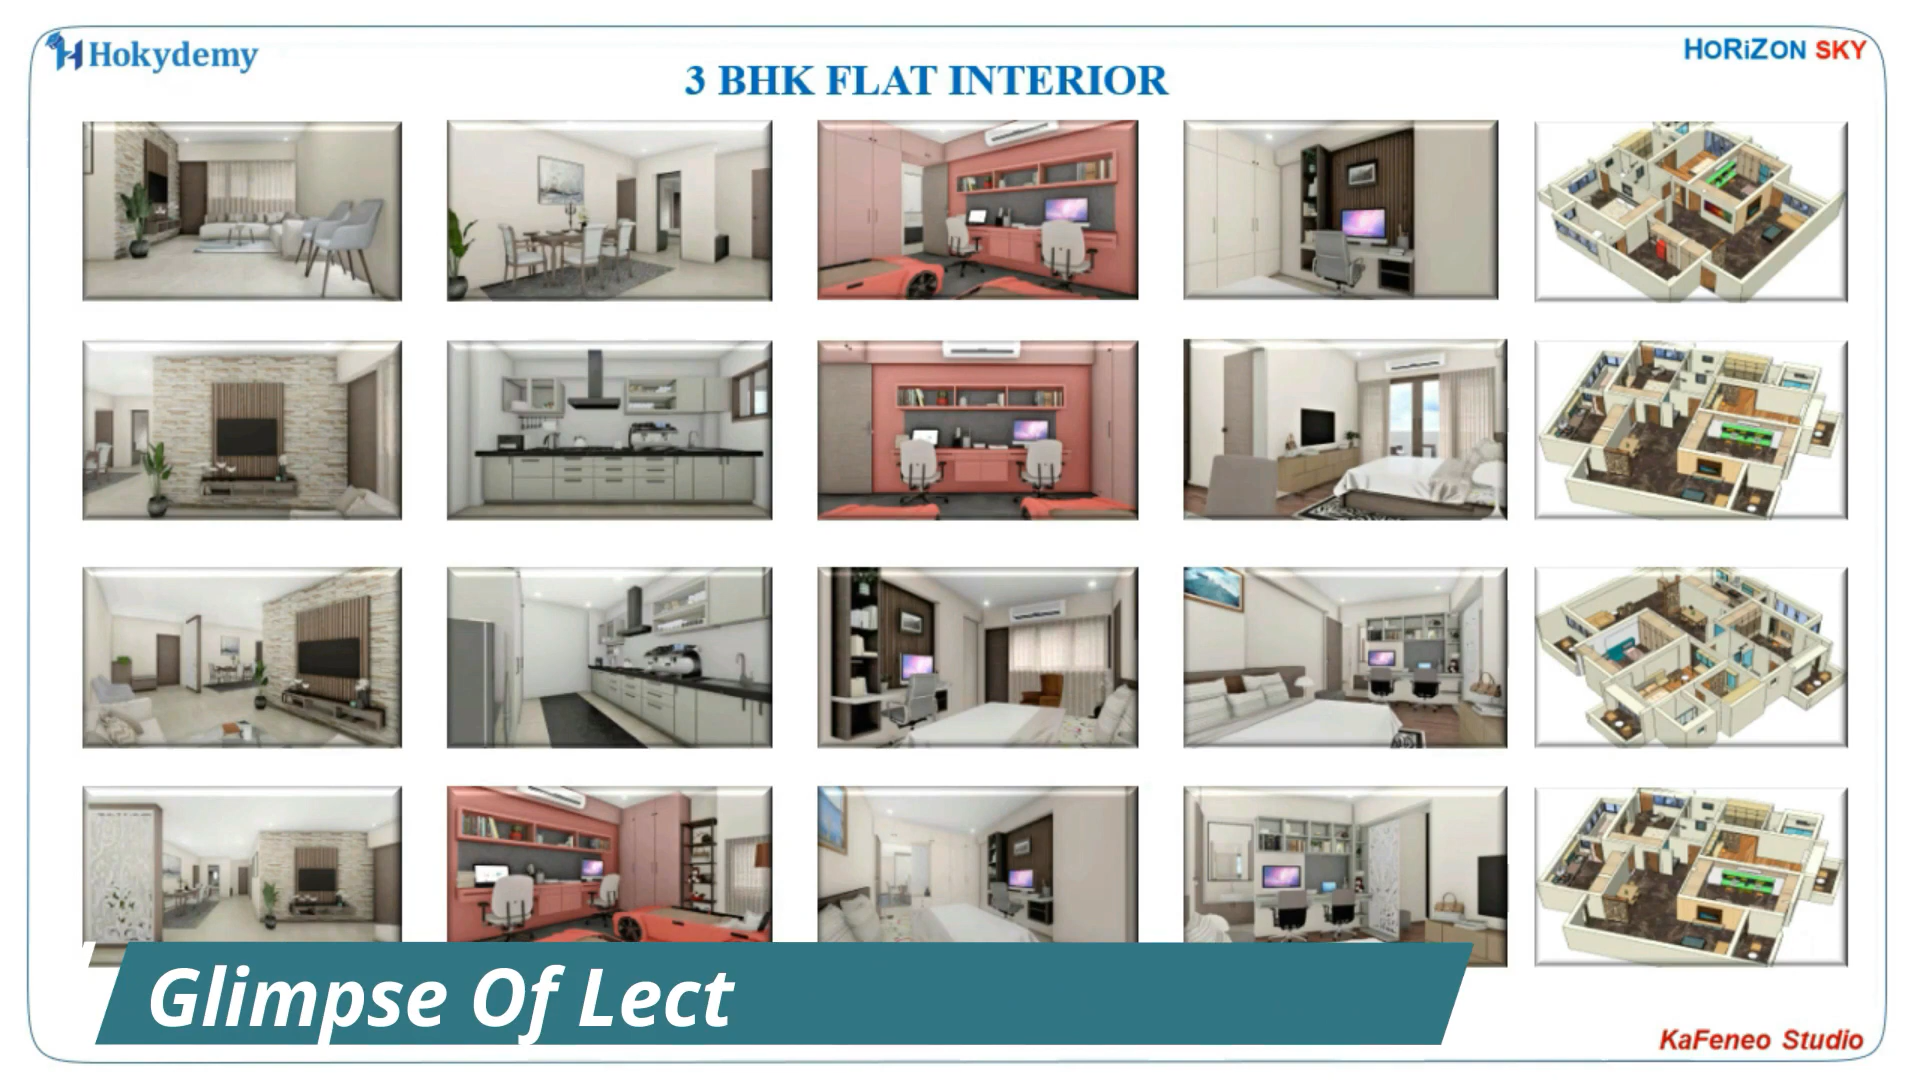 Hokydemy
HoRiZoN SKY
3 BHK FLAT INTERIOR
Glimpse Of Lect
KaFeneo Studio